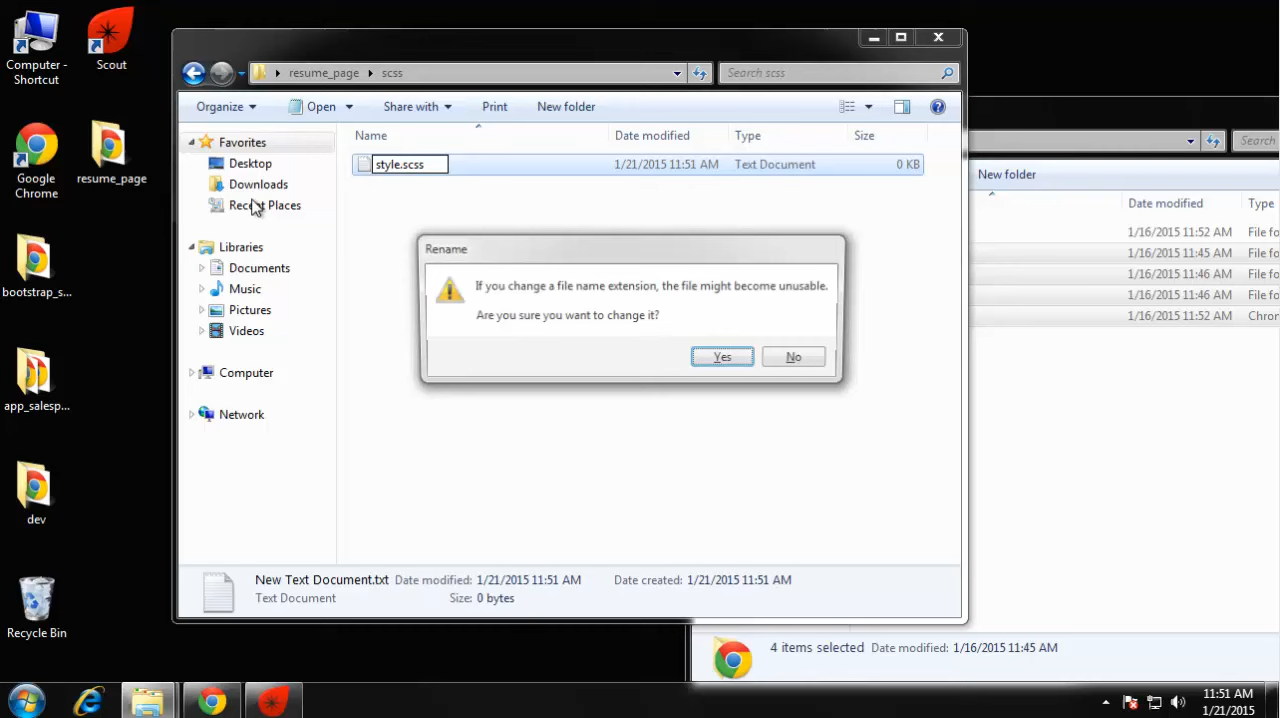 Computer -
Shortcut
Scout
Google
Chrome
resume_page
bootstrap_s...
app_salesp...
dev
Recycle Bin
resume_page
scss
Search scss
Organize
Open
Share with
Print
New folder
Name
Date modified
Type
Size
style.scss
1/21/2015 11:51 AM
Text Document
0 KB
Favorites
Desktop
Downloads
Recent Places
Libraries
Documents
Music
Pictures
Videos
Computer
Network
Rename
If you change a file name extension, the file might become unusable.
Are you sure you want to change it?
Yes
No
New Text Document.txt
Date modified: 1/21/2015 11:51 AM
Date created: 1/21/2015 11:51 AM
Text Document
Size: 0 bytes
Search
New folder
Date modified
Type
1/16/2015 11:52 AM
File fo
1/16/2015 11:45 AM
File fo
1/16/2015 11:46 AM
File fo
1/16/2015 11:46 AM
File fo
1/16/2015 11:52 AM
Chron
4 items selected
Date modified: 1/16/2015 11:45 AM
11:51 AM
1/21/2015